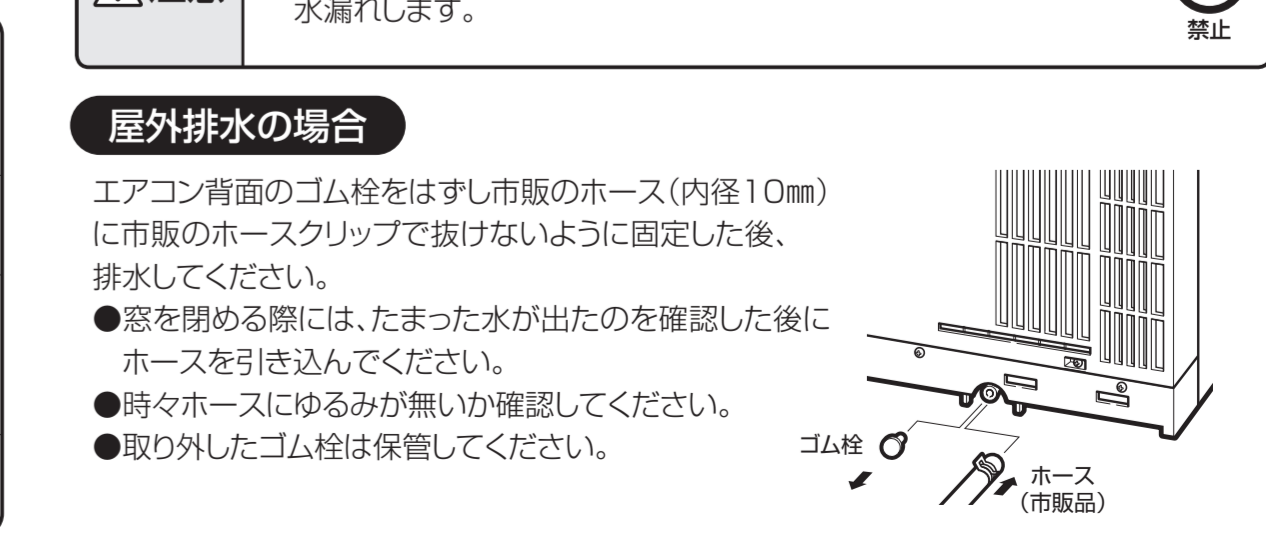 水漏れします。
禁止
屋外排水の場合
エアコン背面のゴム栓をはずし市販のホース(内径10㎜)
に市販のホースクリップで抜けないように固定した後、
排水してください。
●窓を閉める際には、たまった水が出たのを確認した後に
ホースを引き込んでください。
●時々ホースにゆるみが無いか確認してください。
●取り外したゴム栓は保管してください。
ゴム栓
ホース
(市販品)